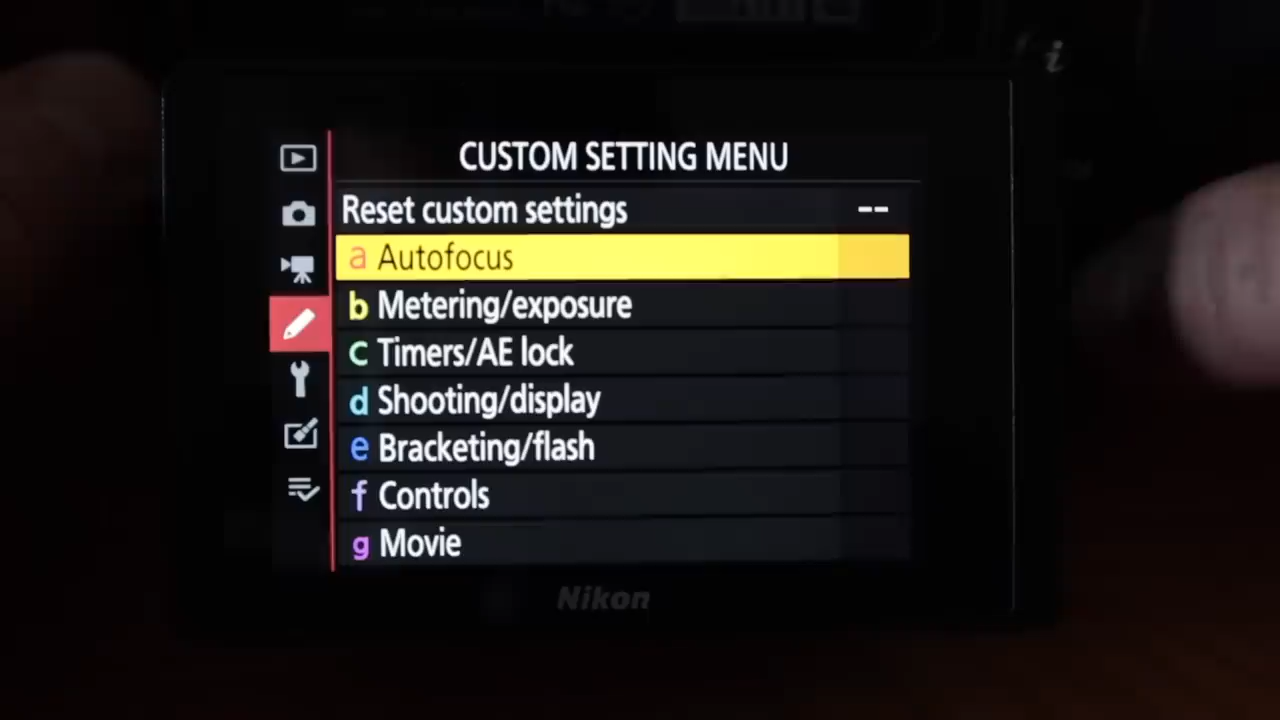 i
CUSTOM SETTING MENU
Reset custom settings --
a Autofocus
b Metering/exposure
c Timers/AE lock
d Shooting/display
e Bracketing/flash
f Controls
g Movie
Nikon